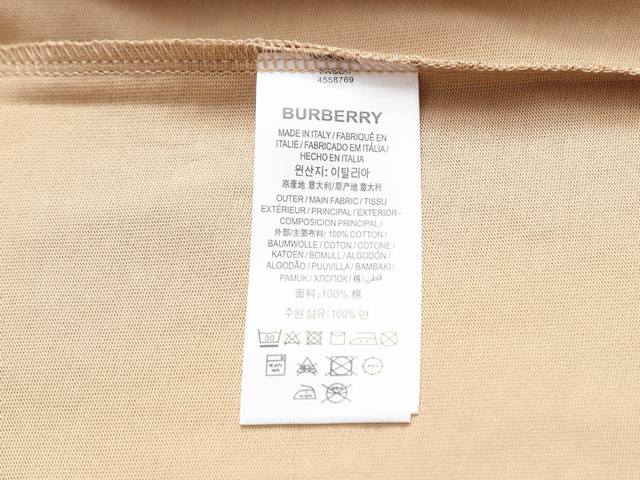 4558769
BURBERRY
MADE IN ITALY / FABRIQUÉ EN
ITALIE / FABRICADO EM ITÁLIA /
HECHO EN ITALIA
원산지: 이탈리아
原產地 意大利/原产地 意大利
OUTER / MAIN FABRIC / TISSU
EXTÉRIEUR / PRINCIPAL / EXTERIOR -
COMPOSICION PRINCIPAL /
外部/主要布料: 100% COTTON /
BAUMWOLLE / COTON / COTONE /
KATOEN / BOMULL / ALGODÓN /
ALGODÃO / PUUVILLA / BAMBAKI /
PAMUK / ХЛОПОК / 棉 / قطن
面料: 100% 棉
주원 섬유: 100% 면
30